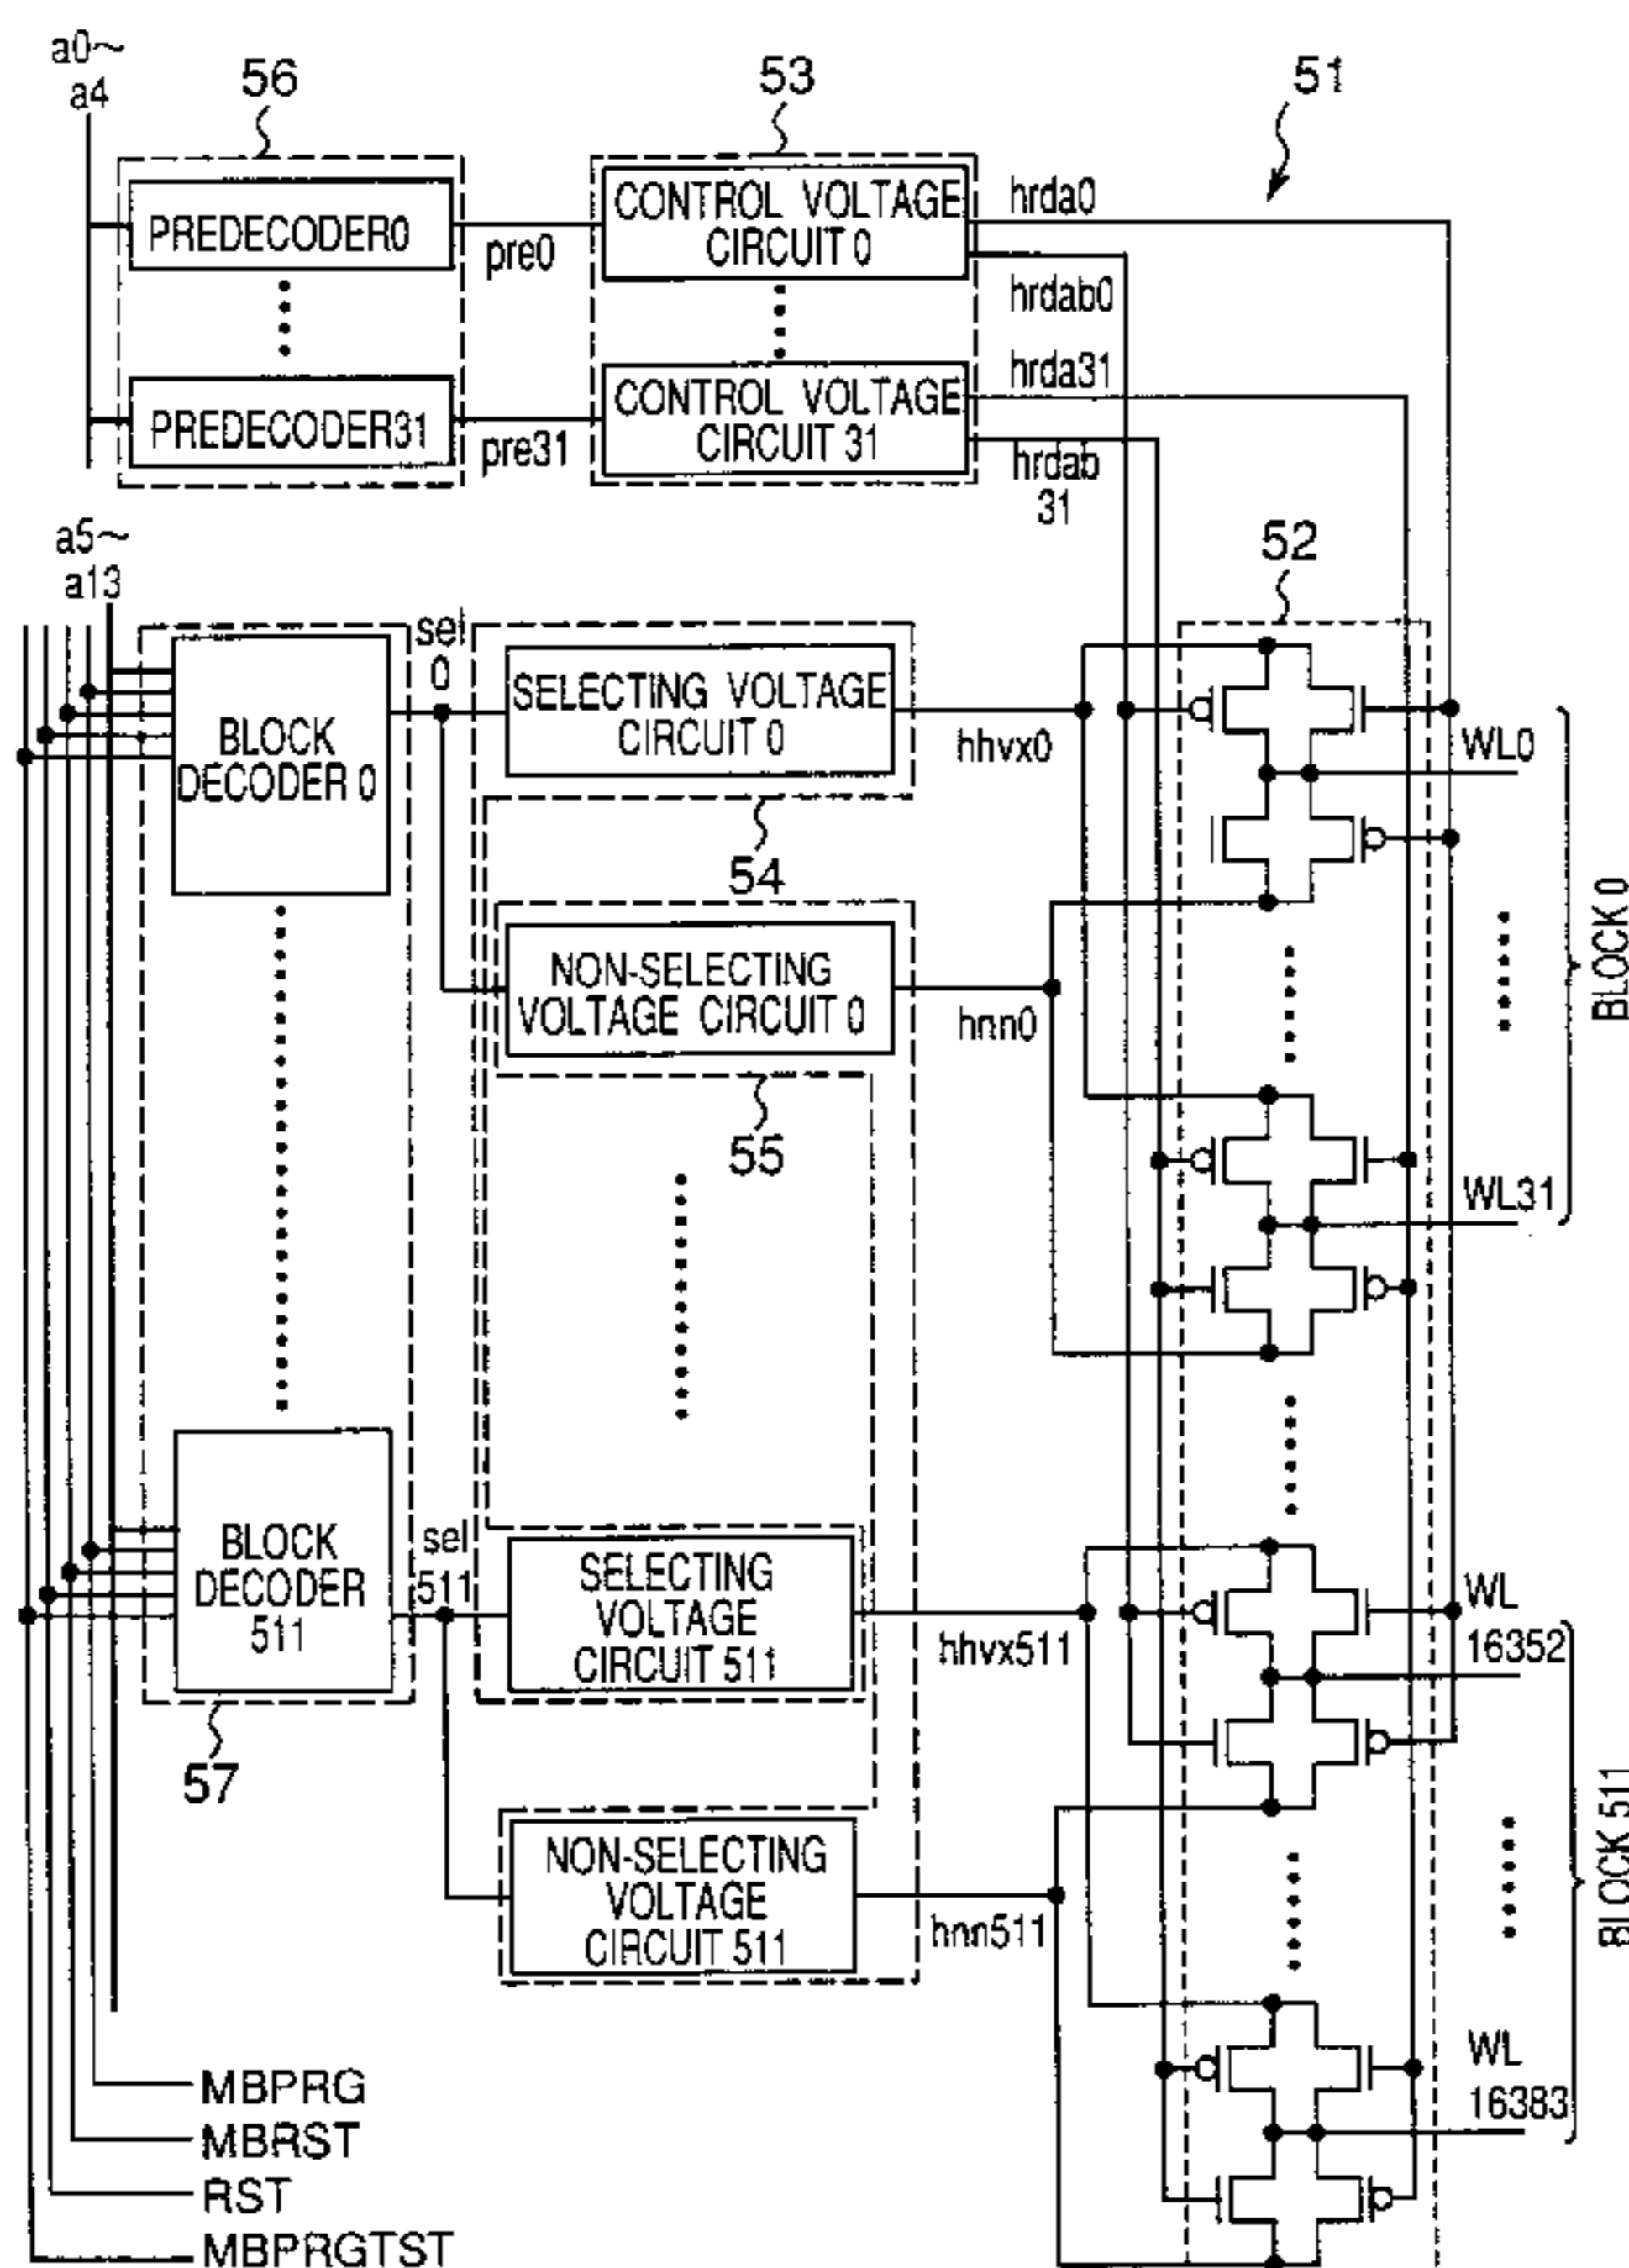 a0~
a4
56
53
51
PREDECODER0
pre0
CONTROL VOLTAGE
CIRCUIT 0
hrda0
hrdab0
PREDECODER31
pre31
CONTROL VOLTAGE
CIRCUIT 31
hrda31
hrdab
31
a5~
a13
52
sel
0
BLOCK
DECODER 0
SELECTING VOLTAGE
CIRCUIT 0
hhvx0
WL0
54
NON-SELECTING
VOLTAGE CIRCUIT 0
hnn0
BLOCK 0
55
WL31
BLOCK
DECODER
511
sel
511
SELECTING
VOLTAGE
CIRCUIT 511
hhvx511
WL
16352
57
NON-SELECTING
VOLTAGE
CIRCUIT 511
hnn511
BLOCK 511
WL
16383
MBPRG
MBRST
RST
MBPRGTST